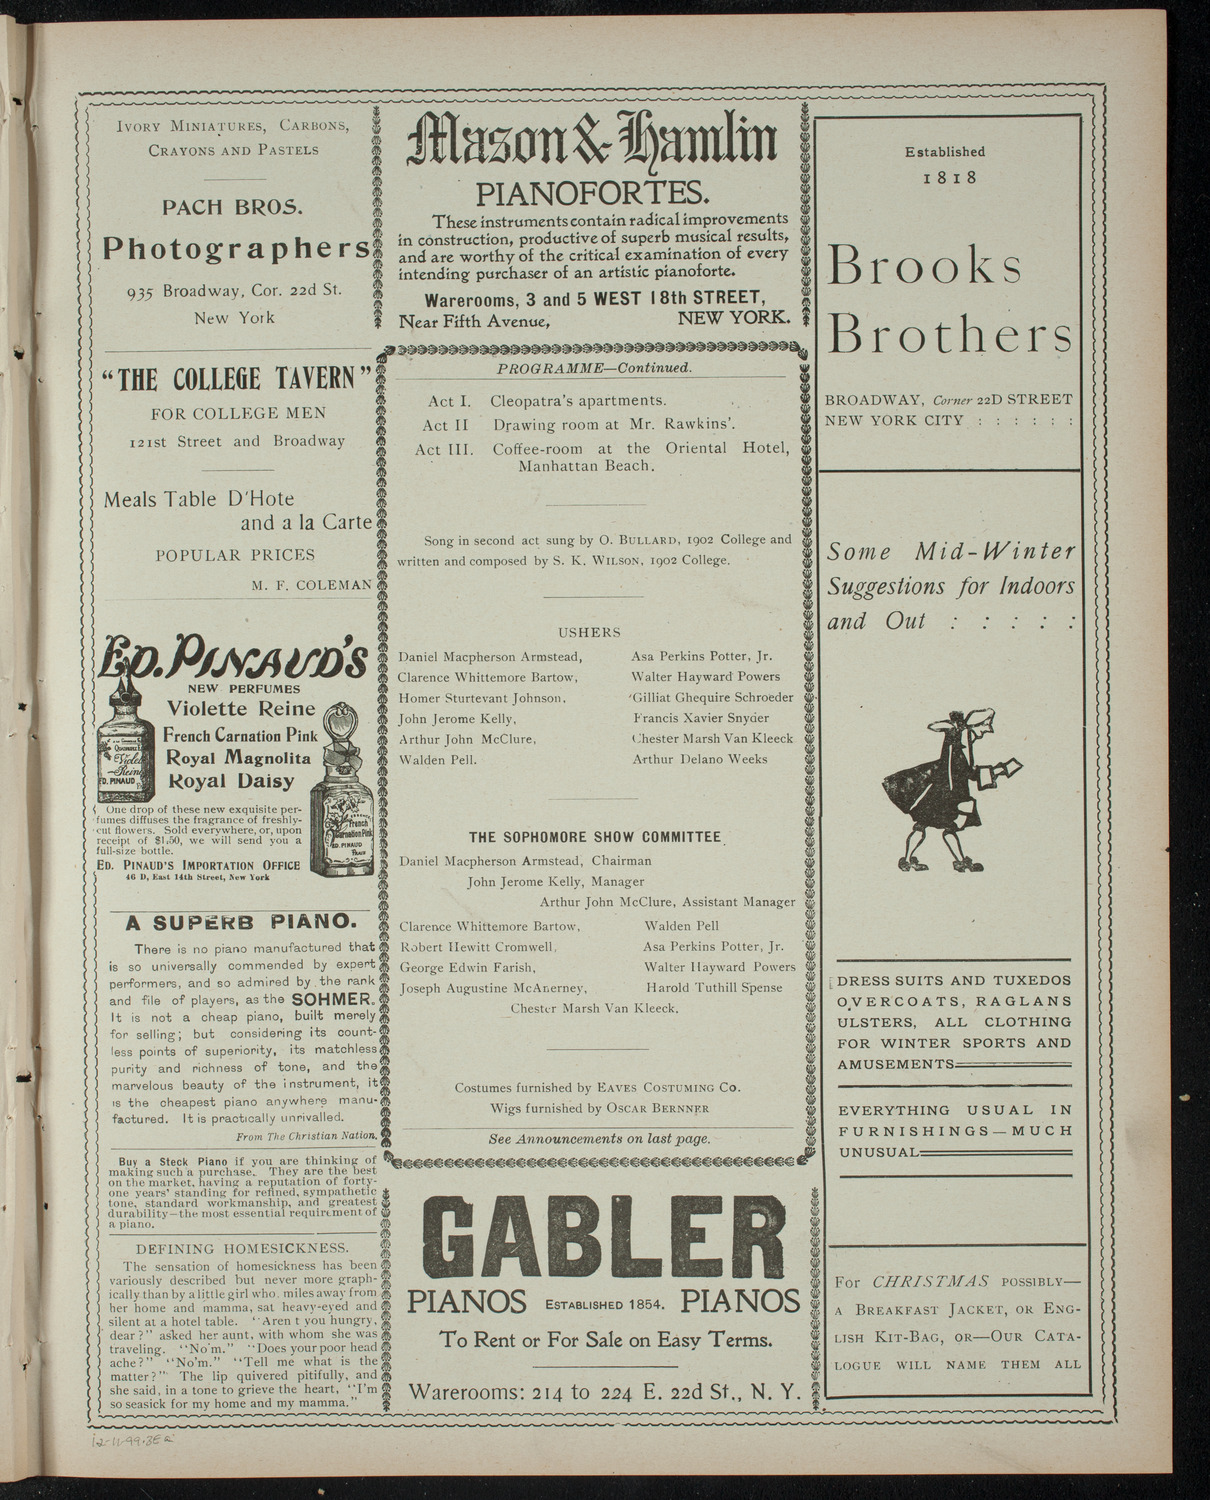 IVORY MINIATURES, CARBONS,
CRAYONS AND PASTELS
PACH BROS.
Photographers
935 Broadway, Cor. 22d St.
New York
"THE COLLEGE TAVERN"
FOR COLLEGE MEN
121st Street and Broadway
Meals Table D'Hote
and a la Carte
POPULAR PRICES
M. F. COLEMAN
ED. PINAUD'S
NEW PERFUMES
Violette Reine
French Carnation Pink
Royal Magnolita
Royal Daisy
One drop of these new exquisite per-
fumes diffuses the fragrance of freshly-
cut flowers. Sold everywhere, or, upon
receipt of $1.50, we will send you a
full-size bottle.
ED. PINAUD'S IMPORTATION OFFICE
46 D, East 14th Street, New York
A SUPERB PIANO.
There is no piano manufactured that
is so universally commended by expert
performers, and so admired by the rank
and file of players, as the SOHMER.
It is not a cheap piano, built merely
for selling; but considering its count-
less points of superiority, its matchless
purity and richness of tone, and the
marvelous beauty of the instrument, it
is the cheapest piano anywhere manu-
factured. It is practically unrivalled.
From The Christian Nation.
Buy a Steck Piano if you are thinking of
making such a purchase. They are the best
on the market, having a reputation of forty-
one years' standing for refined, sympathetic
tone, standard workmanship, and greatest
durability—the most essential requirement of
a piano.
DEFINING HOMESICKNESS.
The sensation of homesickness has been
variously described but never more graph-
ically than by a little girl who, miles away from
her home and mamma, sat heavy-eyed and
silent at a hotel table. "Aren t you hungry,
dear?" asked her aunt, with whom she was
traveling. "No'm." "Does your poor head
ache?" "No'm." "Tell me what is the
matter?" The lip quivered pitifully, and
she said, in a tone to grieve the heart, "I'm
so seasick for my home and my mamma."
Mason & Hamlin
PIANOFORTES.
These instruments contain radical improvements
in construction, productive of superb musical results,
and are worthy of the critical examination of every
intending purchaser of an artistic pianoforte.
Warerooms, 3 and 5 WEST 18th STREET,
Near Fifth Avenue, NEW YORK.
PROGRAMME—Continued.
Act I. Cleopatra's apartments.
Act II Drawing room at Mr. Rawkins'.
Act III. Coffee-room at the Oriental Hotel,
Manhattan Beach.
Song in second act sung by O. BULLARD, 1902 College and
written and composed by S. K. WILSON, 1902 College.
USHERS
Daniel Macpherson Armstead, Asa Perkins Potter, Jr.
Clarence Whittemore Bartow, Walter Hayward Powers
Homer Sturtevant Johnson, Gilliat Ghequire Schroeder
John Jerome Kelly, Francis Xavier Snyder
Arthur John McClure, Chester Marsh Van Kleeck
Walden Pell. Arthur Delano Weeks
THE SOPHOMORE SHOW COMMITTEE
Daniel Macpherson Armstead, Chairman
John Jerome Kelly, Manager
Arthur John McClure, Assistant Manager
Clarence Whittemore Bartow, Walden Pell
Robert Hewitt Cromwell, Asa Perkins Potter, Jr.
George Edwin Farish, Walter Hayward Powers
Joseph Augustine McAnerney, Harold Tuthill Spense
Chester Marsh Van Kleeck.
Costumes furnished by EAVES COSTUMING Co.
Wigs furnished by OSCAR BERNNER
See Announcements on last page.
GABLER
PIANOS ESTABLISHED 1854. PIANOS
To Rent or For Sale on Easy Terms.
Warerooms: 214 to 224 E. 22d St., N. Y.
Established
1818
Brooks
Brothers
BROADWAY, Corner 22D STREET
NEW YORK CITY : : : : : :
Some Mid-Winter
Suggestions for Indoors
and Out : : : : :
DRESS SUITS AND TUXEDOS
OVERCOATS, RAGLANS
ULSTERS, ALL CLOTHING
FOR WINTER SPORTS AND
AMUSEMENTS
EVERYTHING USUAL IN
FURNISHINGS—MUCH
UNUSUAL
For CHRISTMAS POSSIBLY—
A BREAKFAST JACKET, OR ENG-
LISH KIT-BAG, OR—OUR CATA-
LOGUE WILL NAME THEM ALL